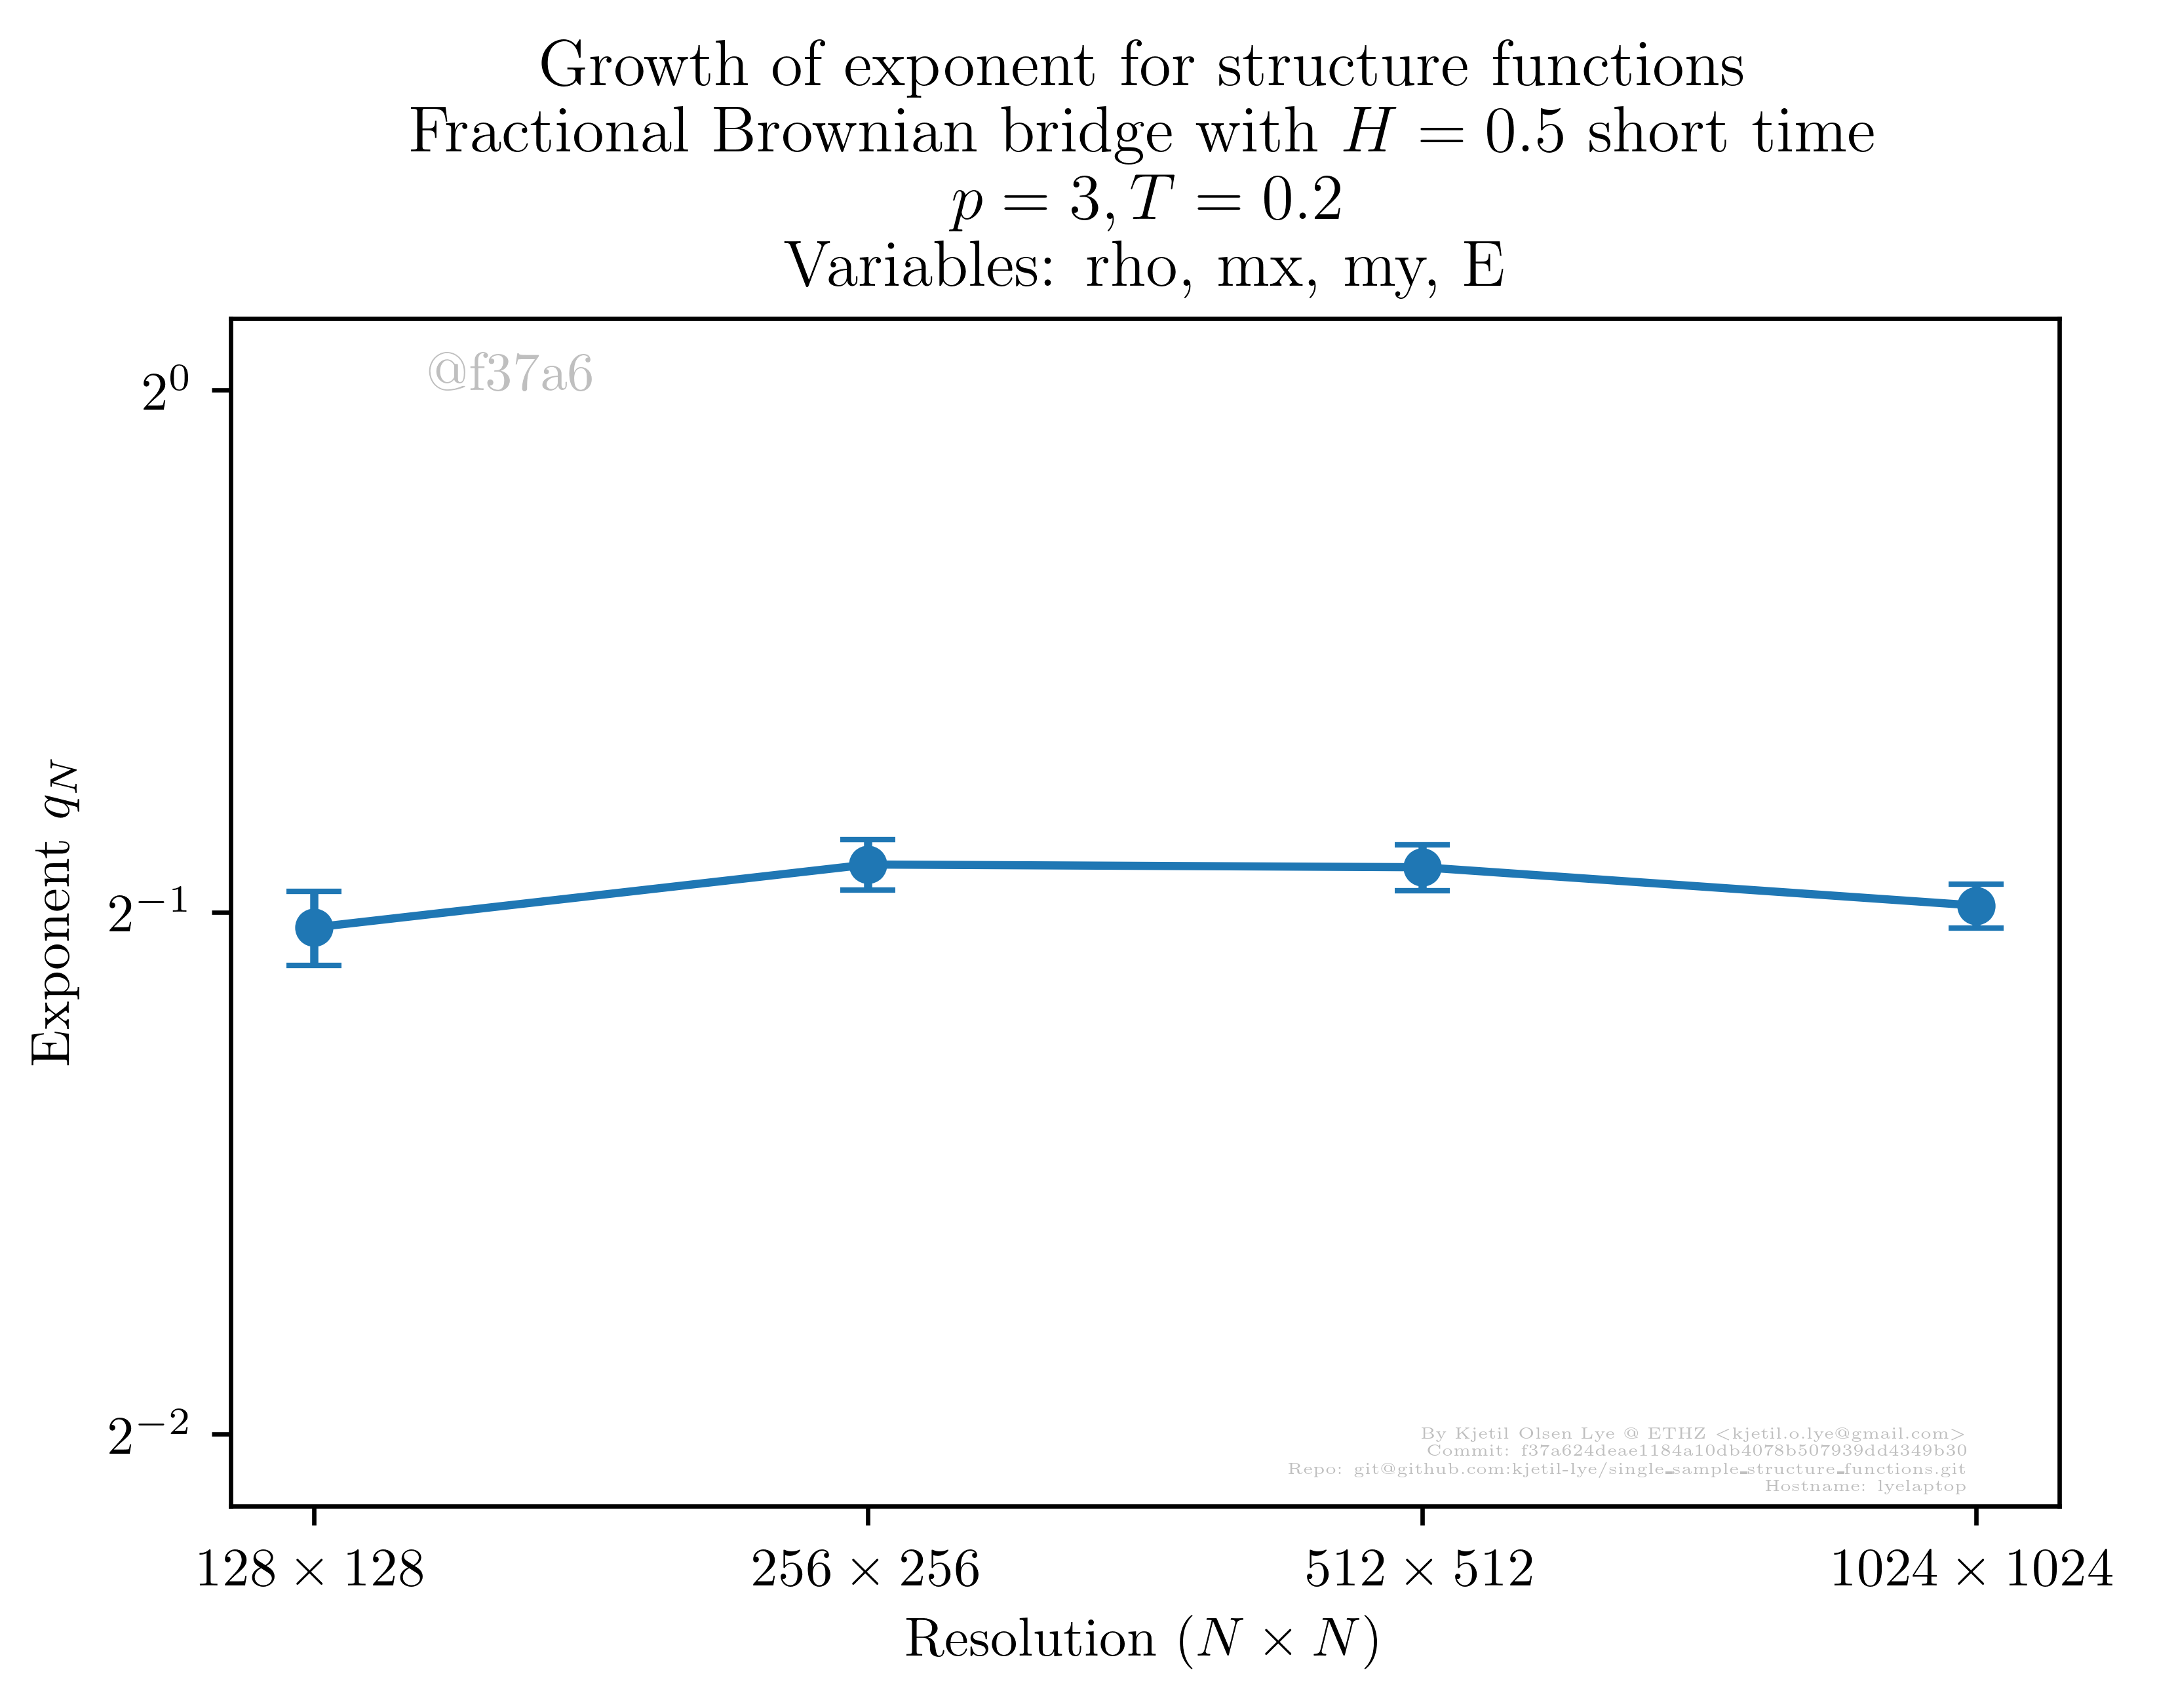 Growth of exponent for structure functions
Fractional Brownian bridge with H = 0.5 short time
p = 3, T = 0.2
Variables: rho, mx, my, E
@f37a6
2⁰
2⁻¹
2⁻²
Exponent q_N
By Kjetil Olsen Lye @ ETHZ <kjetil.o.lye@gmail.com>
Commit: f37a624deae1184a10db4078b507939dd4349b30
Repo: git@github.com:kjetil-lye/single_sample_structure_functions.git
Hostname: lyelaptop
128 × 128
256 × 256
512 × 512
1024 × 1024
Resolution (N × N)